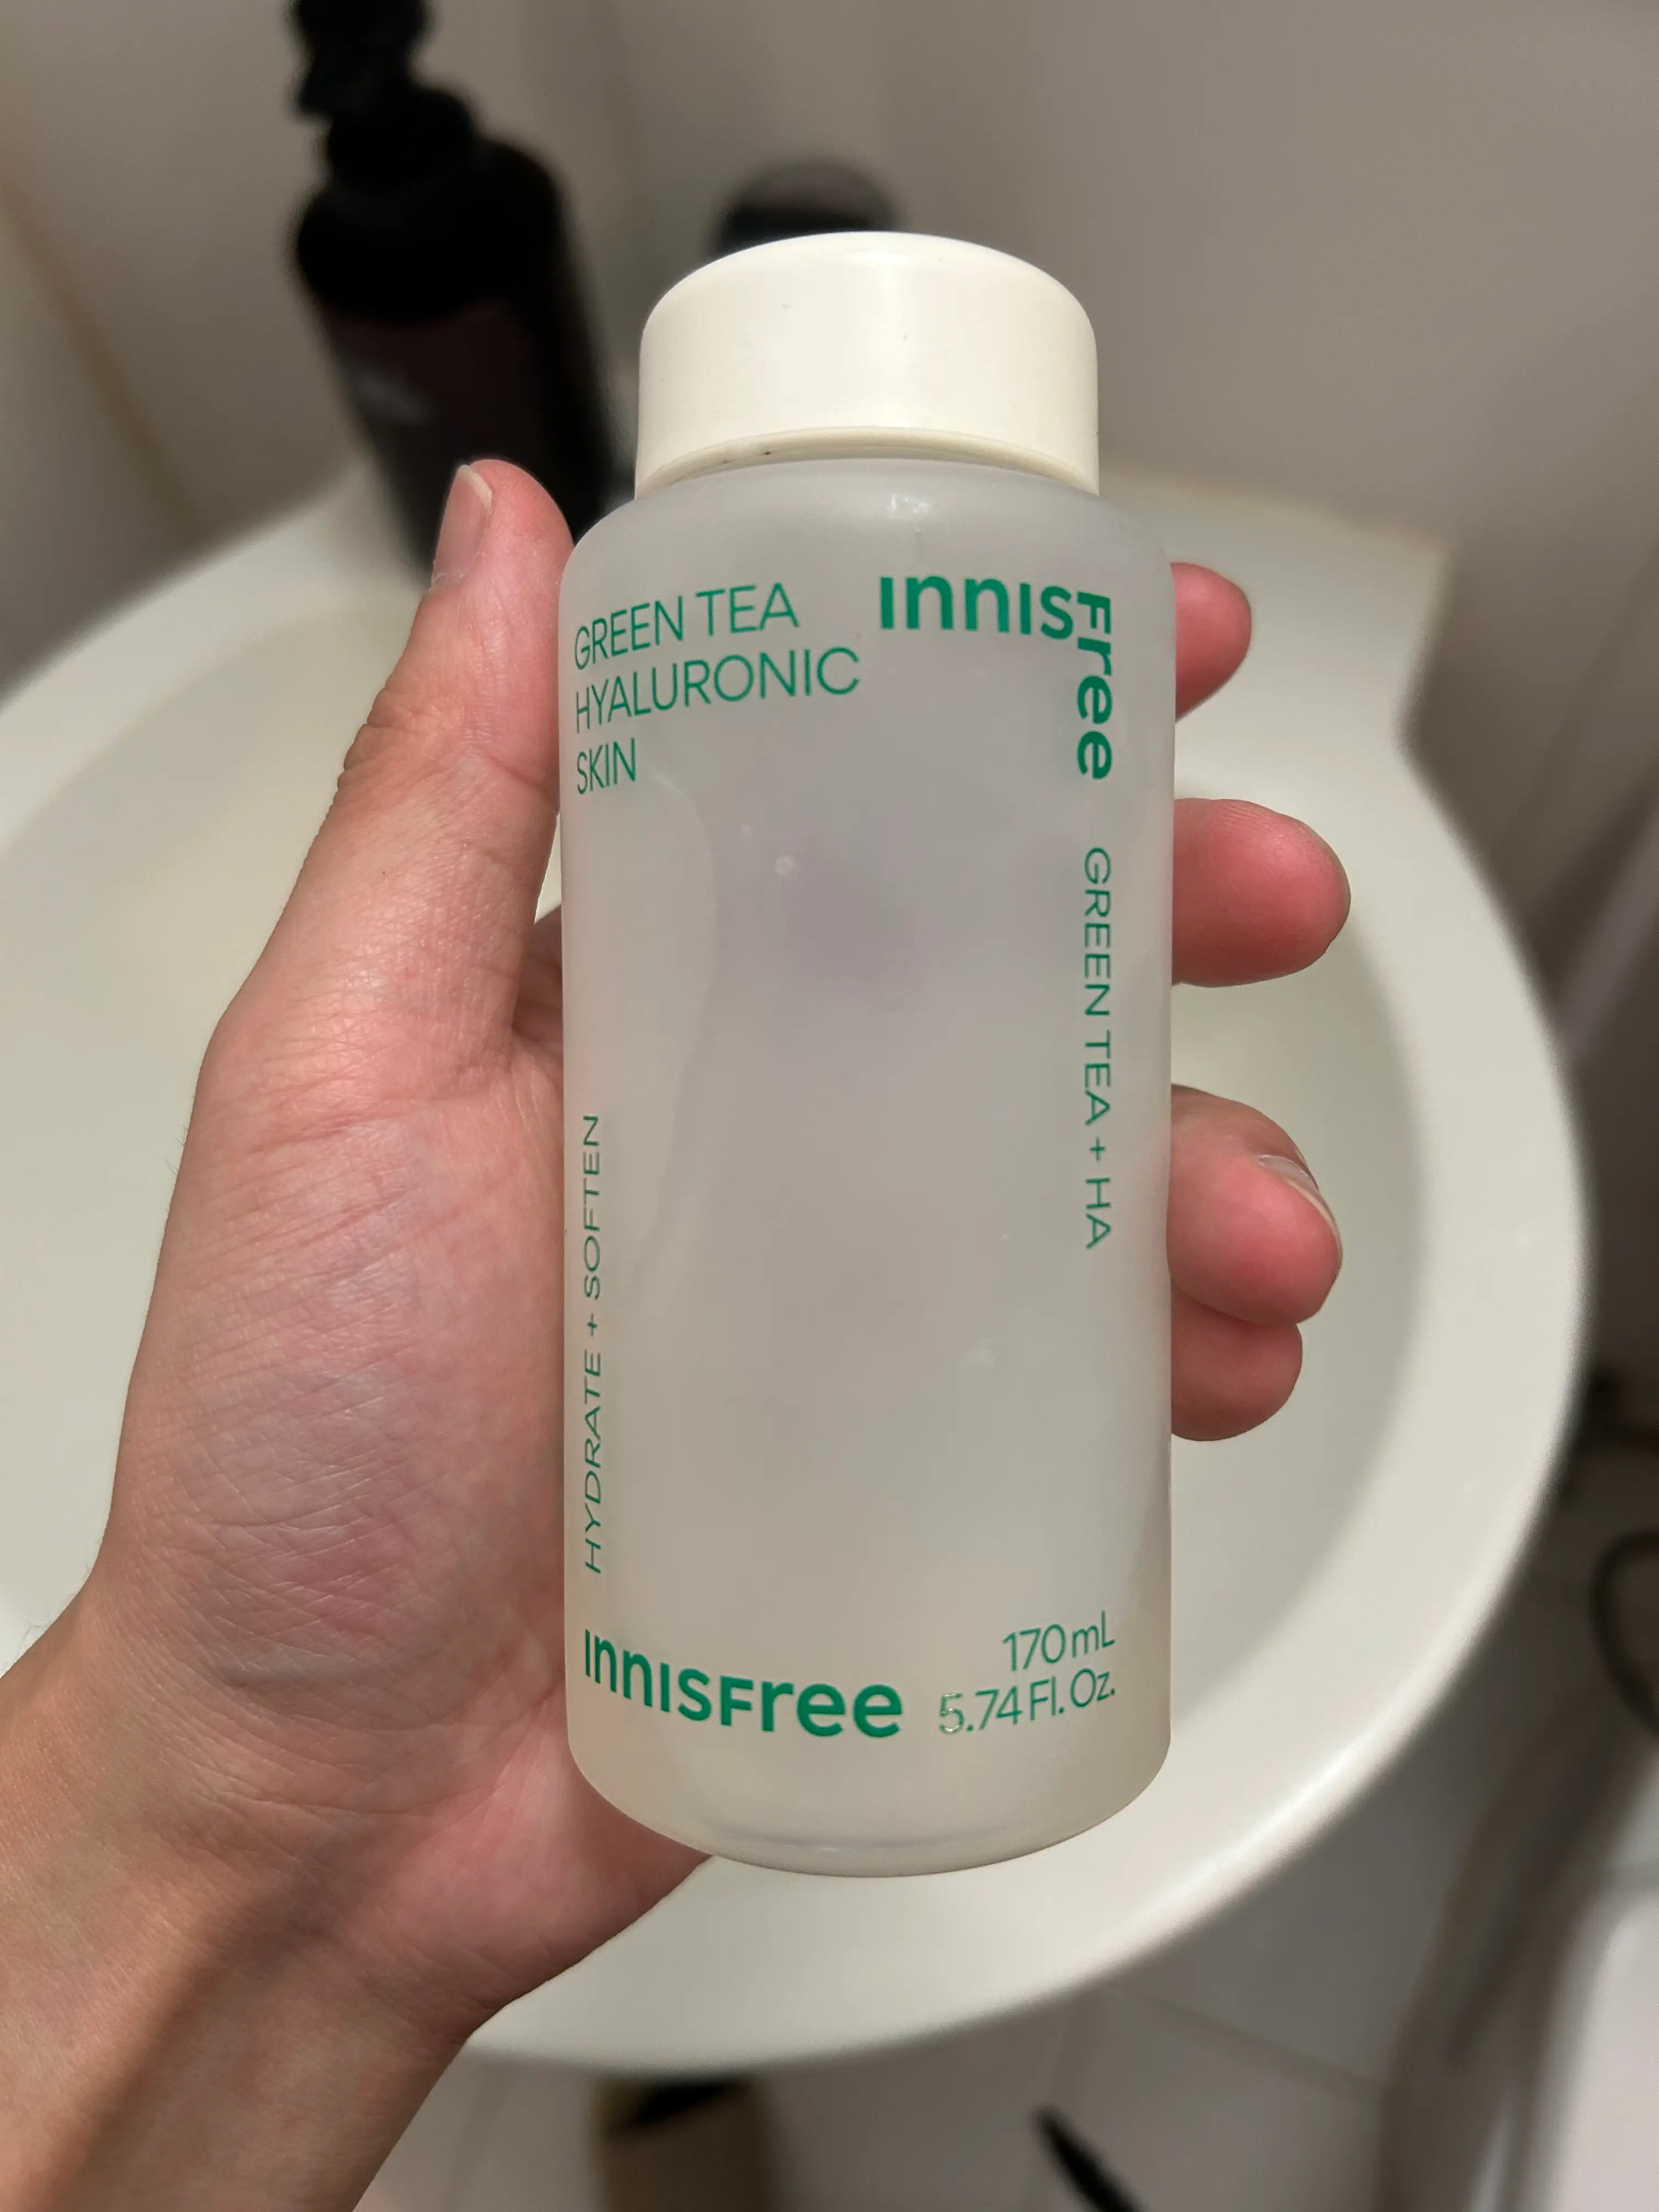 GREEN TEA
HYALURONIC
SKIN
INNISFree
GREEN TEA + HA
HYDRATE + SOFTEN
INNISFree
170mL
5.74 Fl. Oz.